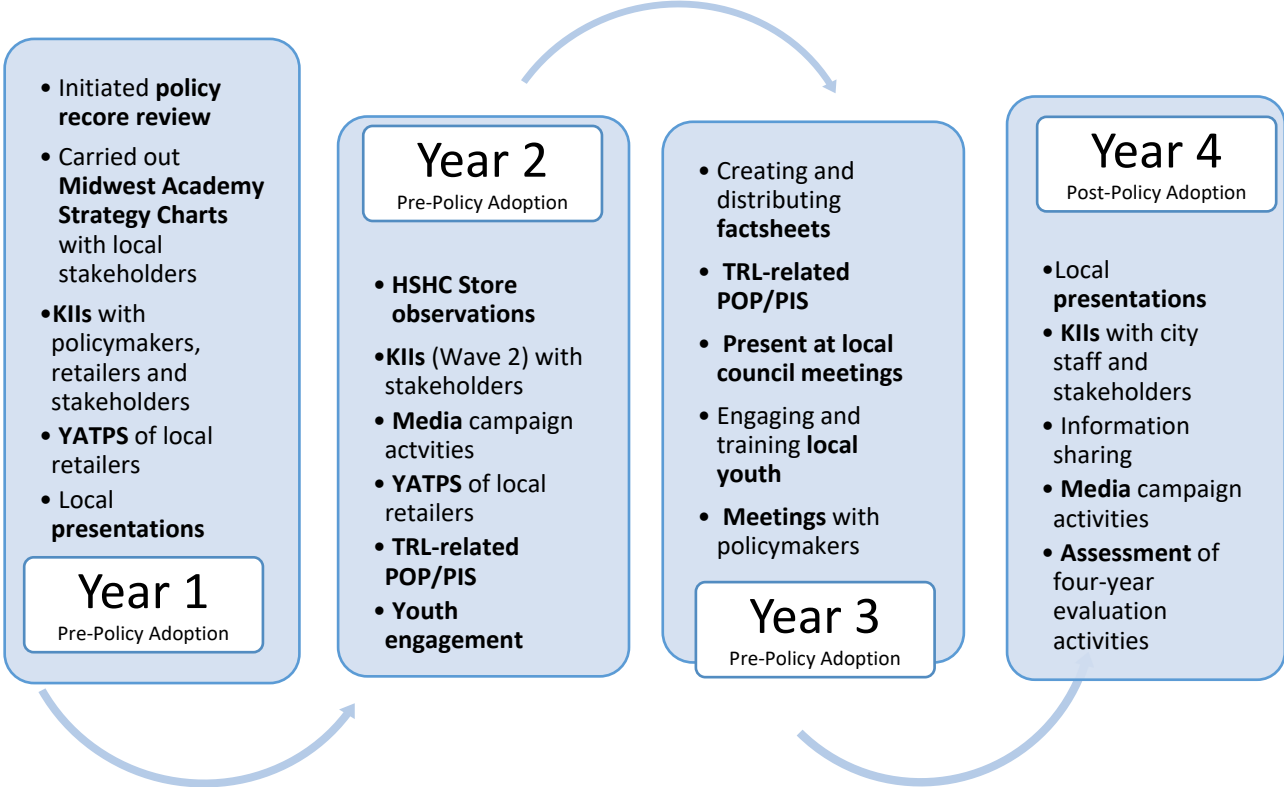 • Initiated policy
recore review
• Carried out
Midwest Academy
Strategy Charts
with local
stakeholders
•KIIs with
policymakers,
retailers and
stakeholders
• YATPS of local
retailers
• Local
presentations
Year 1
Pre-Policy Adoption
Year 2
Pre-Policy Adoption
• HSHC Store
observations
•KIIs (Wave 2) with
stakeholders
• Media campaign
actvities
• YATPS of local
retailers
• TRL-related
POP/PIS
• Youth
engagement
• Creating and
distributing
factsheets
• TRL-related
POP/PIS
• Present at local
council meetings
• Engaging and
training local
youth
• Meetings with
policymakers
Year 3
Pre-Policy Adoption
Year 4
Post-Policy Adoption
•Local
presentations
• KIIs with city
staff and
stakeholders
• Information
sharing
• Media campaign
activities
• Assessment of
four-year
evaluation
activities